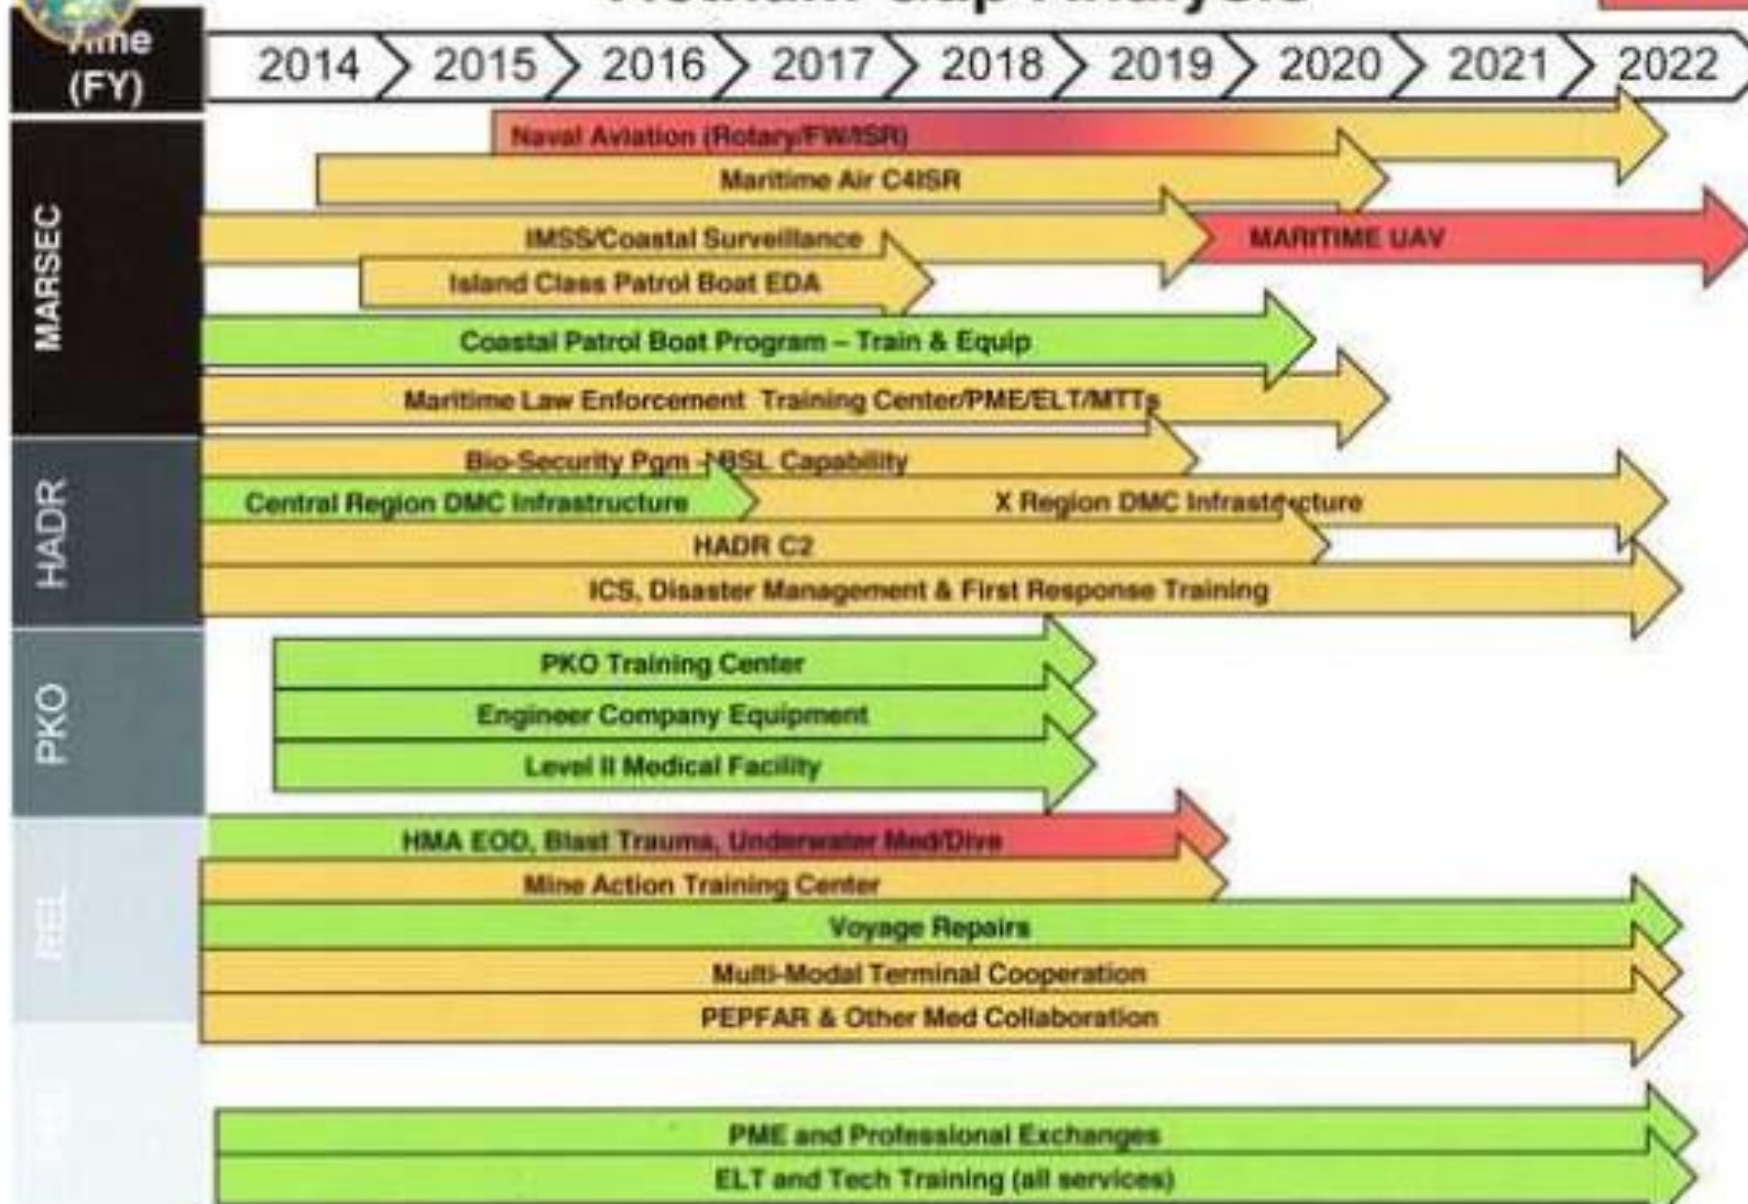 Vietnam Gap Analysis
Time
(FY)
2014
2015
2016
2017
2018
2019
2020
2021
2022
MARSEC
Naval Aviation (Rotary/FW/ISR)
Maritime Air C4ISR
IMSS/Coastal Surveillance
MARITIME UAV
Island Class Patrol Boat EDA
Coastal Patrol Boat Program – Train & Equip
Maritime Law Enforcement Training Center/PME/ELT/MTTs
HADR
Bio-Security Pgm - BSL Capability
Central Region DMC Infrastructure
X Region DMC Infrastructure
HADR C2
ICS, Disaster Management & First Response Training
PKO
PKO Training Center
Engineer Company Equipment
Level II Medical Facility
REL
HMA EOD, Blast Trauma, Underwater Med/Dive
Mine Action Training Center
Voyage Repairs
Multi-Modal Terminal Cooperation
PEPFAR & Other Med Collaboration
PME and Professional Exchanges
ELT and Tech Training (all services)